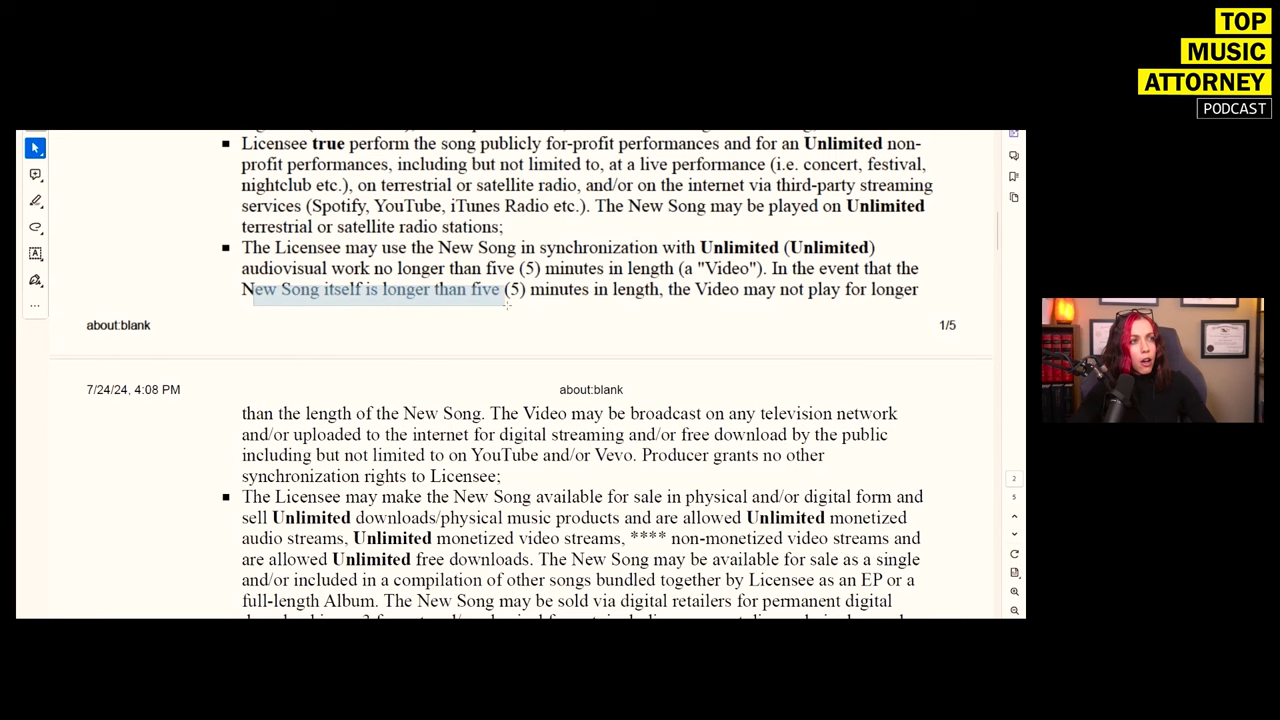 TOP
MUSIC
ATTORNEY
PODCAST
Licensee true perform the song publicly for-profit performances and for an Unlimited non-
profit performances, including but not limited to, at a live performance (i.e. concert, festival,
nightclub etc.), on terrestrial or satellite radio, and/or on the internet via third-party streaming
services (Spotify, YouTube, iTunes Radio etc.). The New Song may be played on Unlimited
terrestrial or satellite radio stations;
The Licensee may use the New Song in synchronization with Unlimited (Unlimited)
audiovisual work no longer than five (5) minutes in length (a "Video"). In the event that the
New Song itself is longer than five (5) minutes in length, the Video may not play for longer
about:blank 1/5
7/24/24, 4:08 PM about:blank
than the length of the New Song. The Video may be broadcast on any television network
and/or uploaded to the internet for digital streaming and/or free download by the public
including but not limited to on YouTube and/or Vevo. Producer grants no other
synchronization rights to Licensee;
The Licensee may make the New Song available for sale in physical and/or digital form and
sell Unlimited downloads/physical music products and are allowed Unlimited monetized
audio streams, Unlimited monetized video streams, **** non-monetized video streams and
are allowed Unlimited free downloads. The New Song may be available for sale as a single
and/or included in a compilation of other songs bundled together by Licensee as an EP or a
full-length Album. The New Song may be sold via digital retailers for permanent digital
2
5